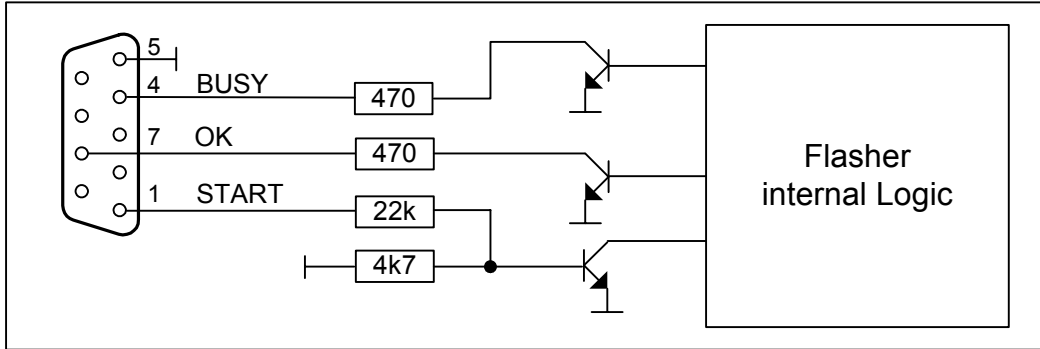 5
4 BUSY
470
7 OK
470
1 START
22k
4k7
Flasher
internal Logic